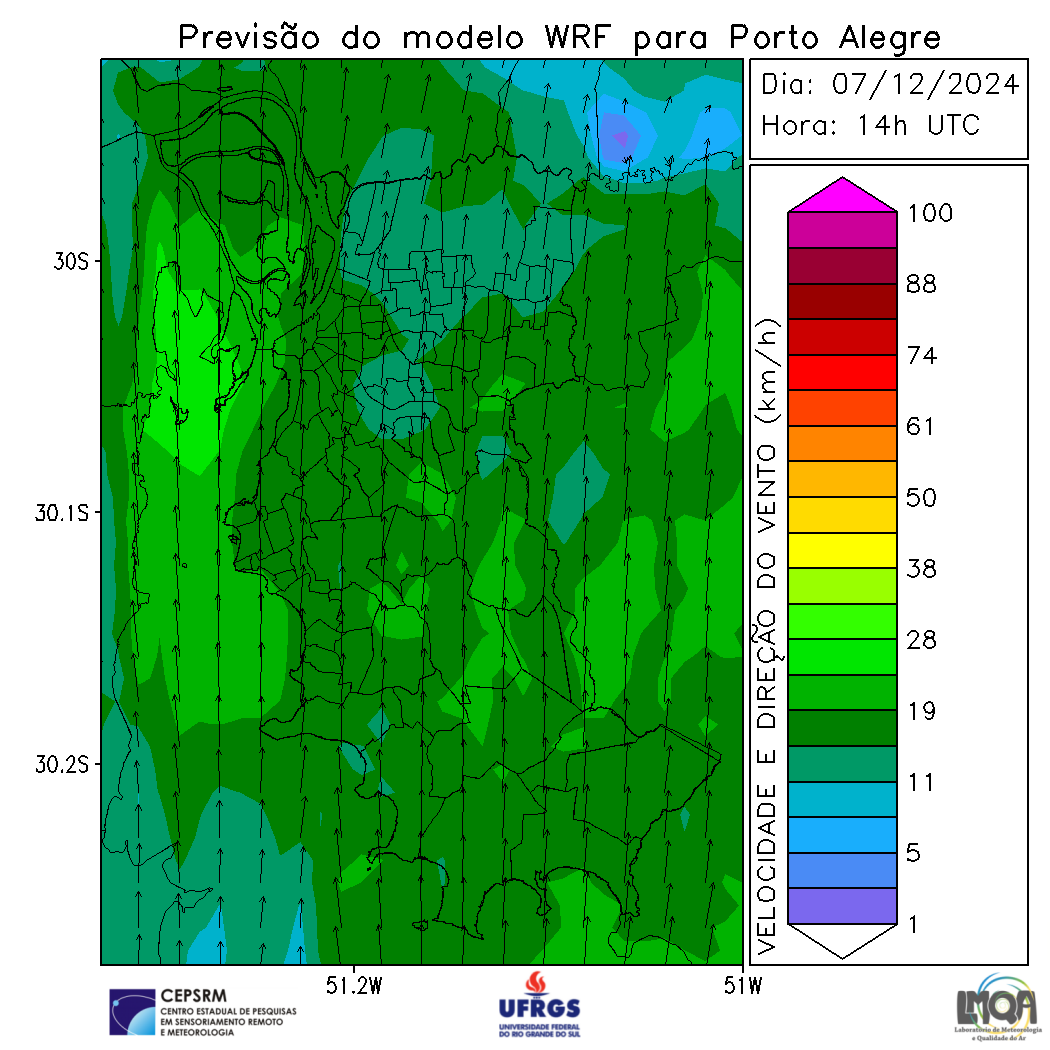 Previsão do modelo WRF para Porto Alegre
Dia: 07/12/2024
Hora: 14h UTC
30S
30.1S
30.2S
51.2W
51W
VELOCIDADE E DIREÇÃO DO VENTO (km/h)
100
88
74
61
50
38
28
19
11
5
1
CEPSRM
CENTRO ESTADUAL DE PESQUISAS
EM SENSORIAMENTO REMOTO
E METEOROLOGIA
UFRGS
UNIVERSIDADE FEDERAL
DO RIO GRANDE DO SUL
LMQA
Laboratório de Meteorologia
e Qualidade do Ar